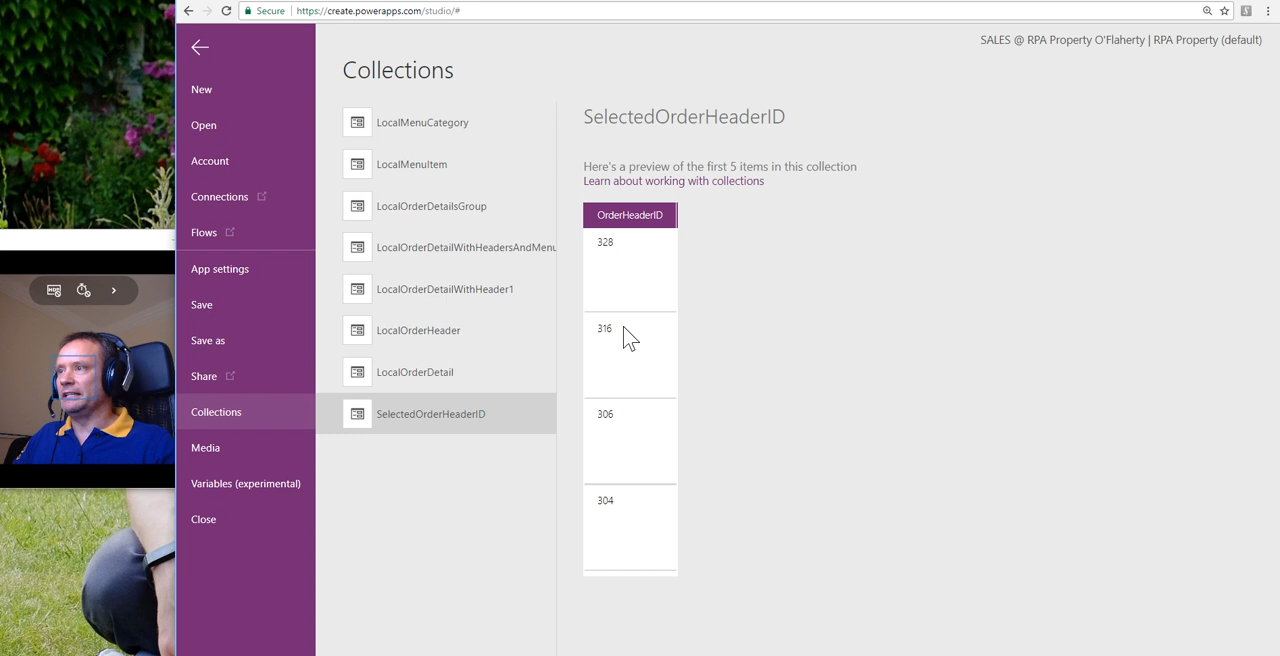 Secure | https://create.powerapps.com/studio/#
SALES @ RPA Property O'Flaherty | RPA Property (default)
New
Open
Account
Connections
Flows
App settings
Save
Save as
Share
Collections
Media
Variables (experimental)
Close
Collections
LocalMenuCategory
LocalMenuItem
LocalOrderDetailsGroup
LocalOrderDetailWithHeadersAndMenu
LocalOrderDetailWithHeader1
LocalOrderHeader
LocalOrderDetail
SelectedOrderHeaderID
SelectedOrderHeaderID
Here's a preview of the first 5 items in this collection
Learn about working with collections
OrderHeaderID
328
316
306
304